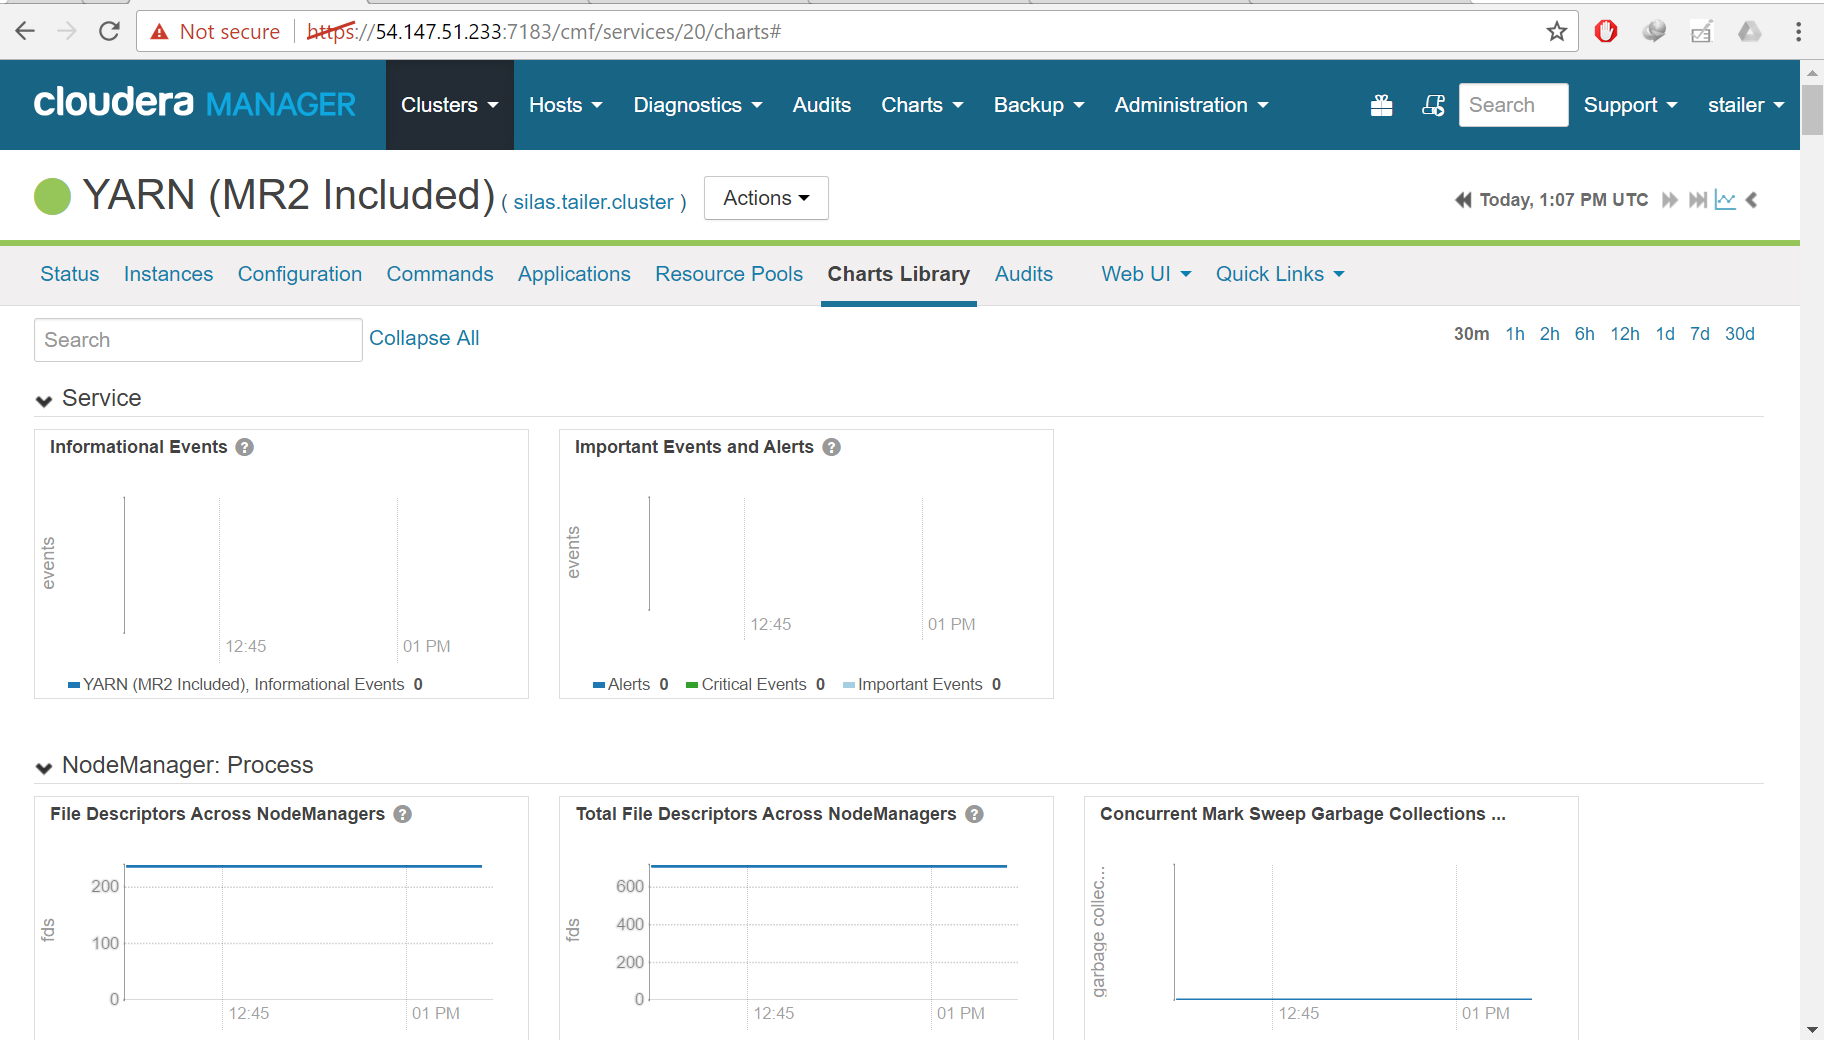 Not secure https://54.147.51.233:7183/cmf/services/20/charts#
cloudera MANAGER Clusters Hosts Diagnostics Audits Charts Backup Administration Search Support stailer
YARN (MR2 Included) ( silas.tailer.cluster ) Actions Today, 1:07 PM UTC
Status Instances Configuration Commands Applications Resource Pools Charts Library Audits Web UI Quick Links
Search Collapse All 30m 1h 2h 6h 12h 1d 7d 30d
Service
Informational Events ?
events
12:45 01 PM
YARN (MR2 Included), Informational Events 0
Important Events and Alerts ?
events
12:45 01 PM
Alerts 0 Critical Events 0 Important Events 0
NodeManager: Process
File Descriptors Across NodeManagers ?
fds
200
100
0
12:45 01 PM
Total File Descriptors Across NodeManagers ?
fds
600
400
200
0
12:45 01 PM
Concurrent Mark Sweep Garbage Collections ...
garbage collec...
12:45 01 PM